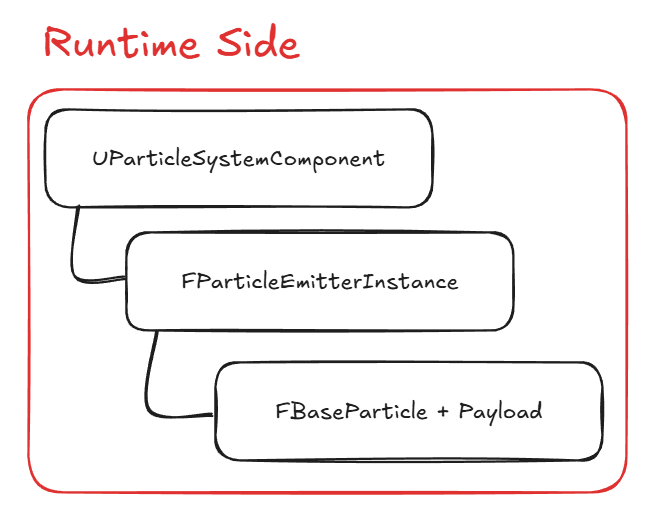 Runtime Side
UParticleSystemComponent
FParticleEmitterInstance
FBaseParticle + Payload